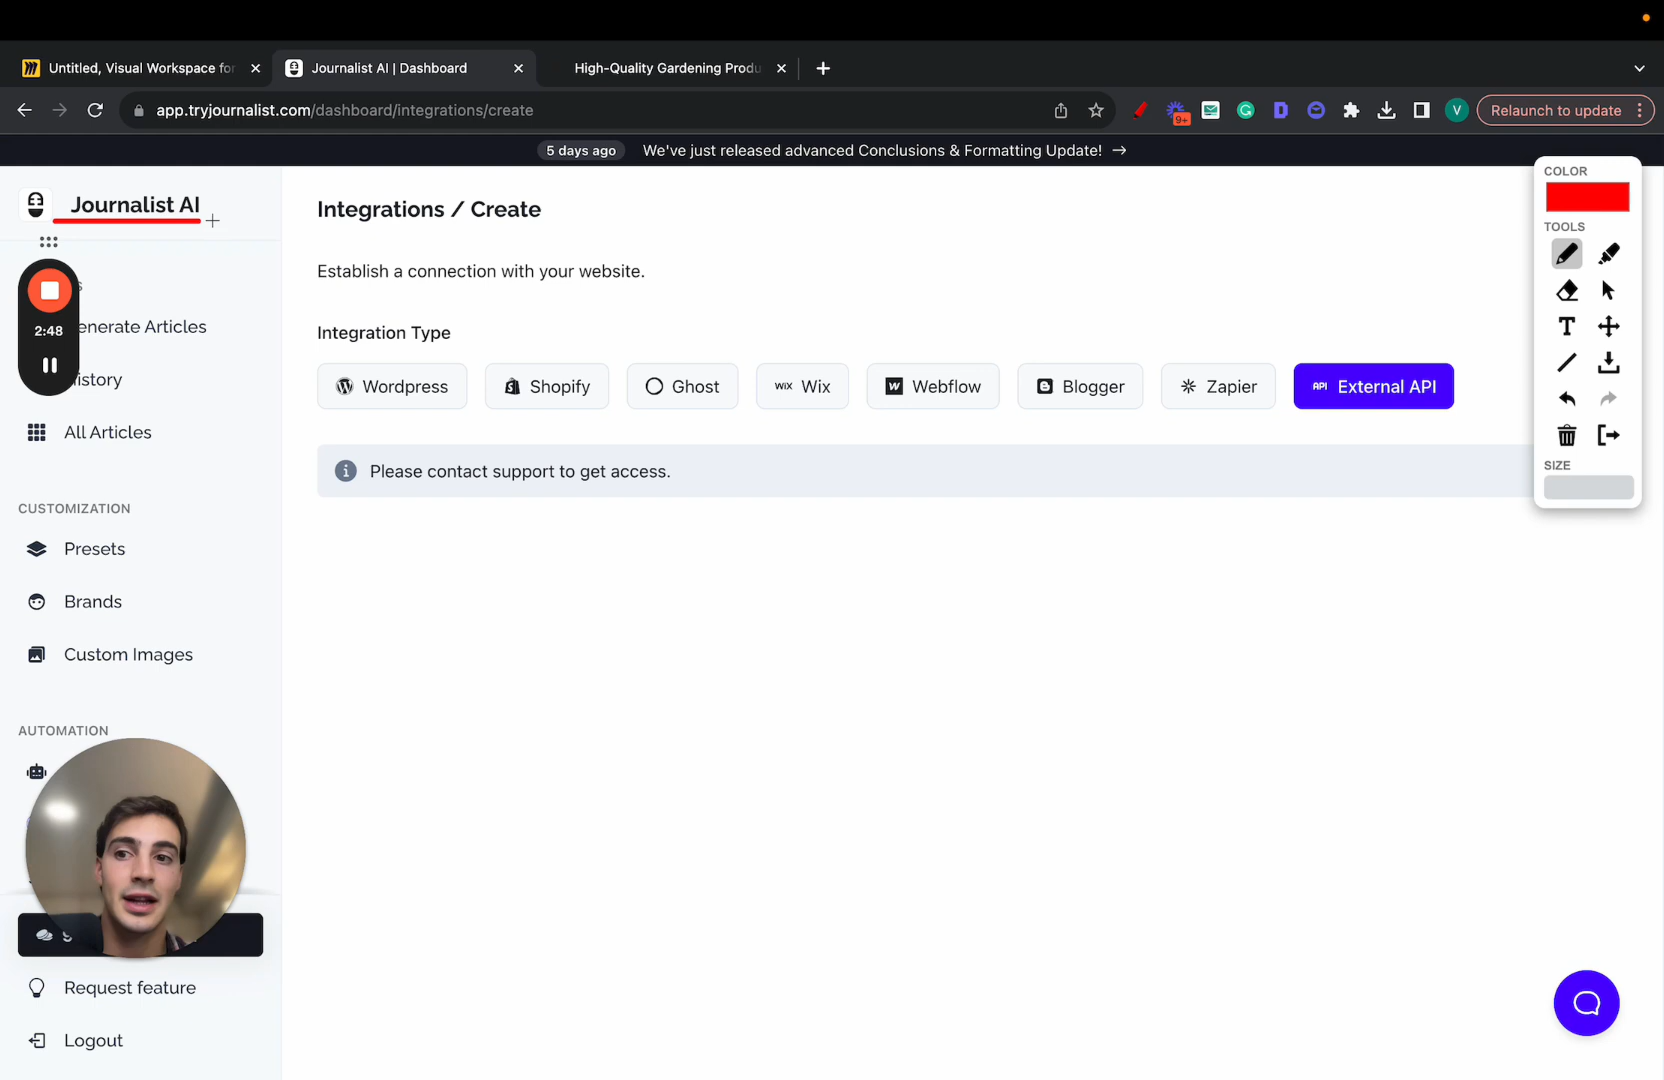 Untitled, Visual Workspace for
Journalist AI | Dashboard
High-Quality Gardening Produ
app.tryjournalist.com/dashboard/integrations/create
9+
V
Relaunch to update
5 days ago
We've just released advanced Conclusions & Formatting Update! →
Journalist AI
2:48
enerate Articles
istory
All Articles
CUSTOMIZATION
Presets
Brands
Custom Images
AUTOMATION
Request feature
Logout
Integrations / Create
Establish a connection with your website.
Integration Type
Wordpress
Shopify
Ghost
WIX Wix
Webflow
Blogger
Zapier
API External API
Please contact support to get access.
COLOR
TOOLS
T
SIZE